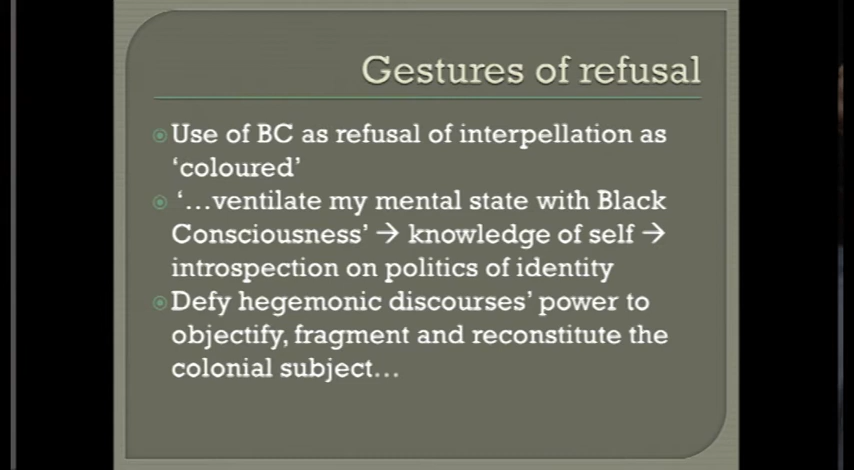 Gestures of refusal
Use of BC as refusal of interpellation as
‘coloured’
‘…ventilate my mental state with Black
Consciousness’ → knowledge of self →
introspection on politics of identity
Defy hegemonic discourses’ power to
objectify, fragment and reconstitute the
colonial subject…